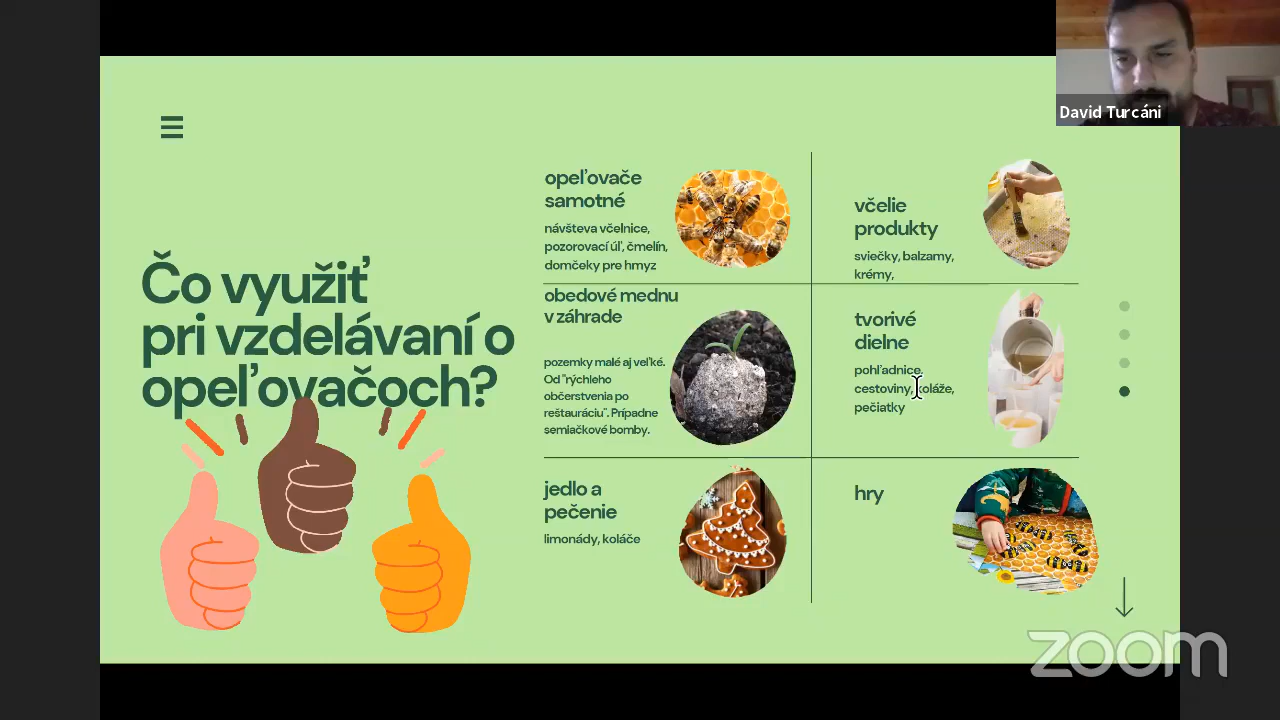 David Turcáni
Čo využiť
pri vzdelávaní o
opeľovačoch?
opeľovače
samotné
návšteva včelnice,
pozorovací úľ, čmelín,
domčeky pre hmyz
včelie
produkty
sviečky, balzamy,
krémy,
obedové mednu
v záhrade
pozemky malé aj veľké.
Od "rýchleho
občerstvenia po
reštauráciu". Prípadne
semiačkové bomby.
tvorivé
dielne
pohľadnice,
cestoviny, koláže,
pečiatky
jedlo a
pečenie
limonády, koláče
hry
zoom